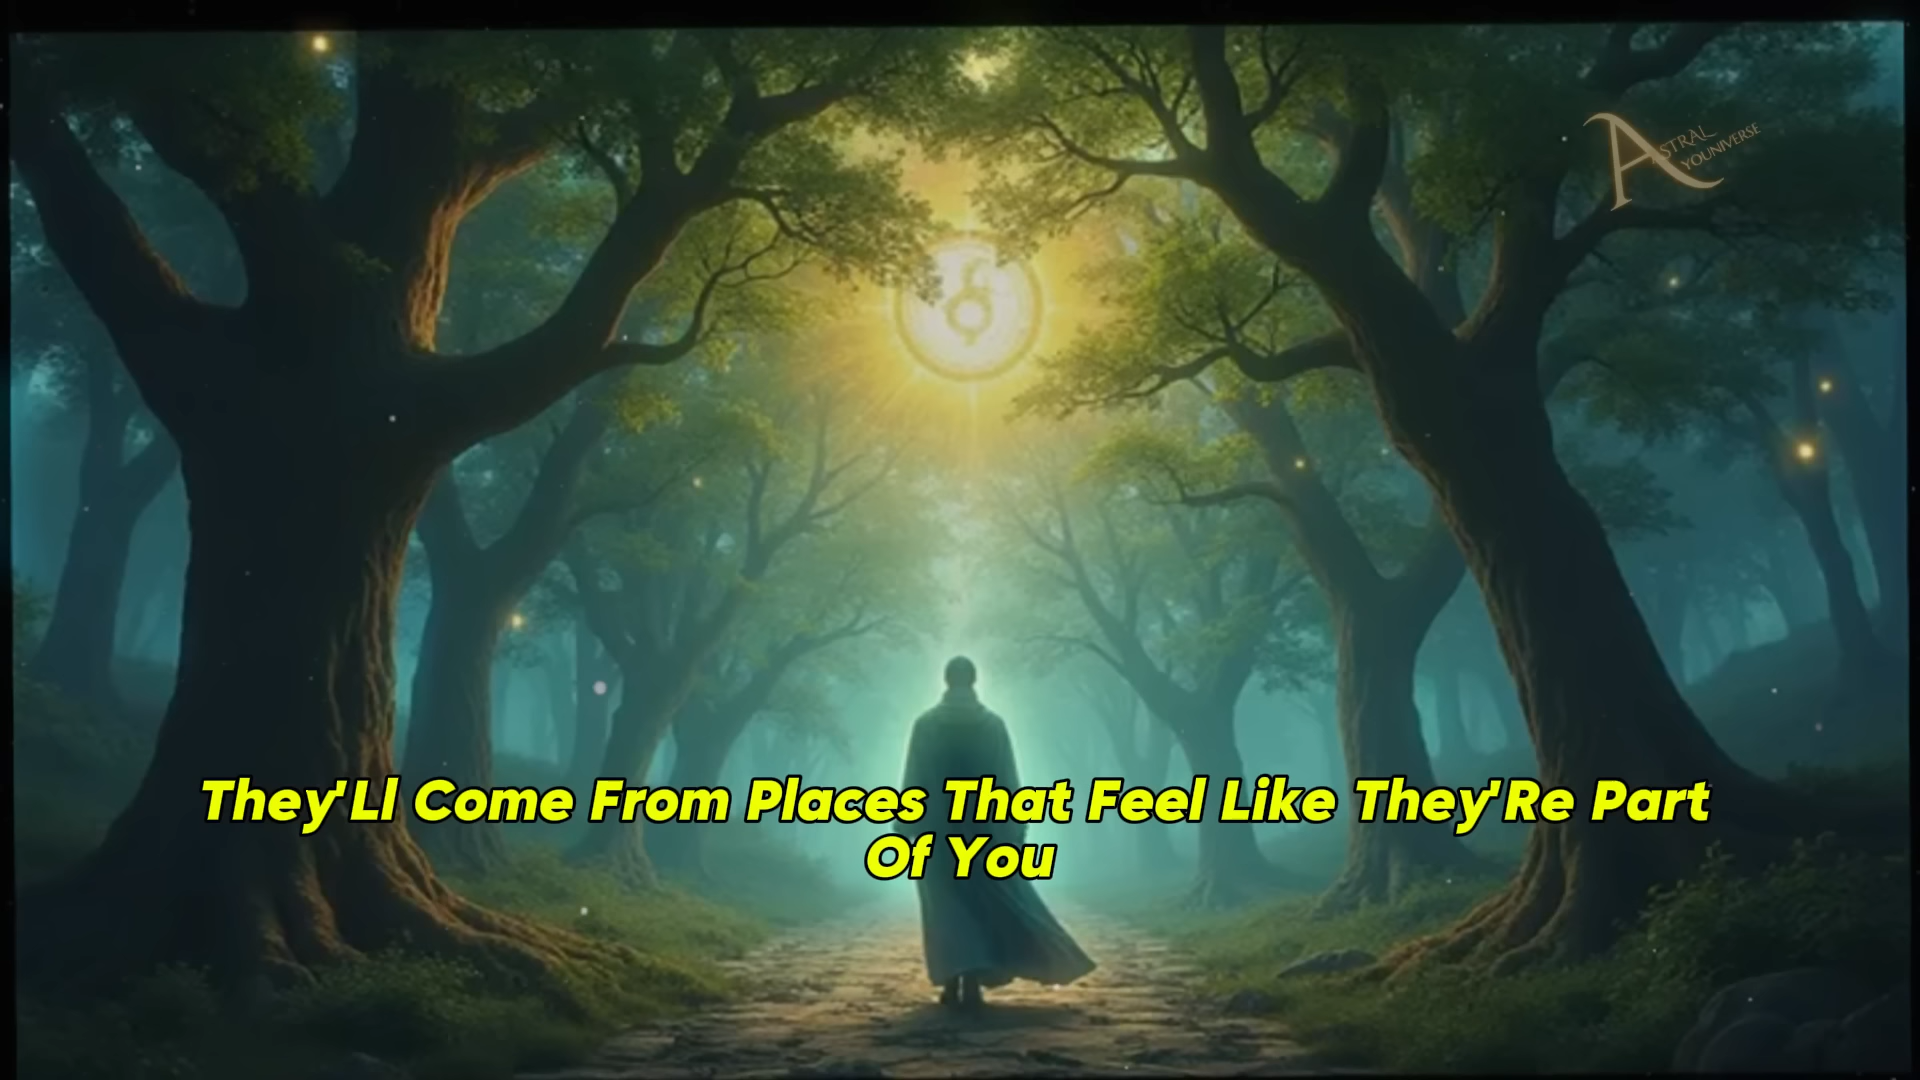 ASTRAL
YOUNIVERSE
They'Ll Come From Places That Feel Like They'Re Part
Of You